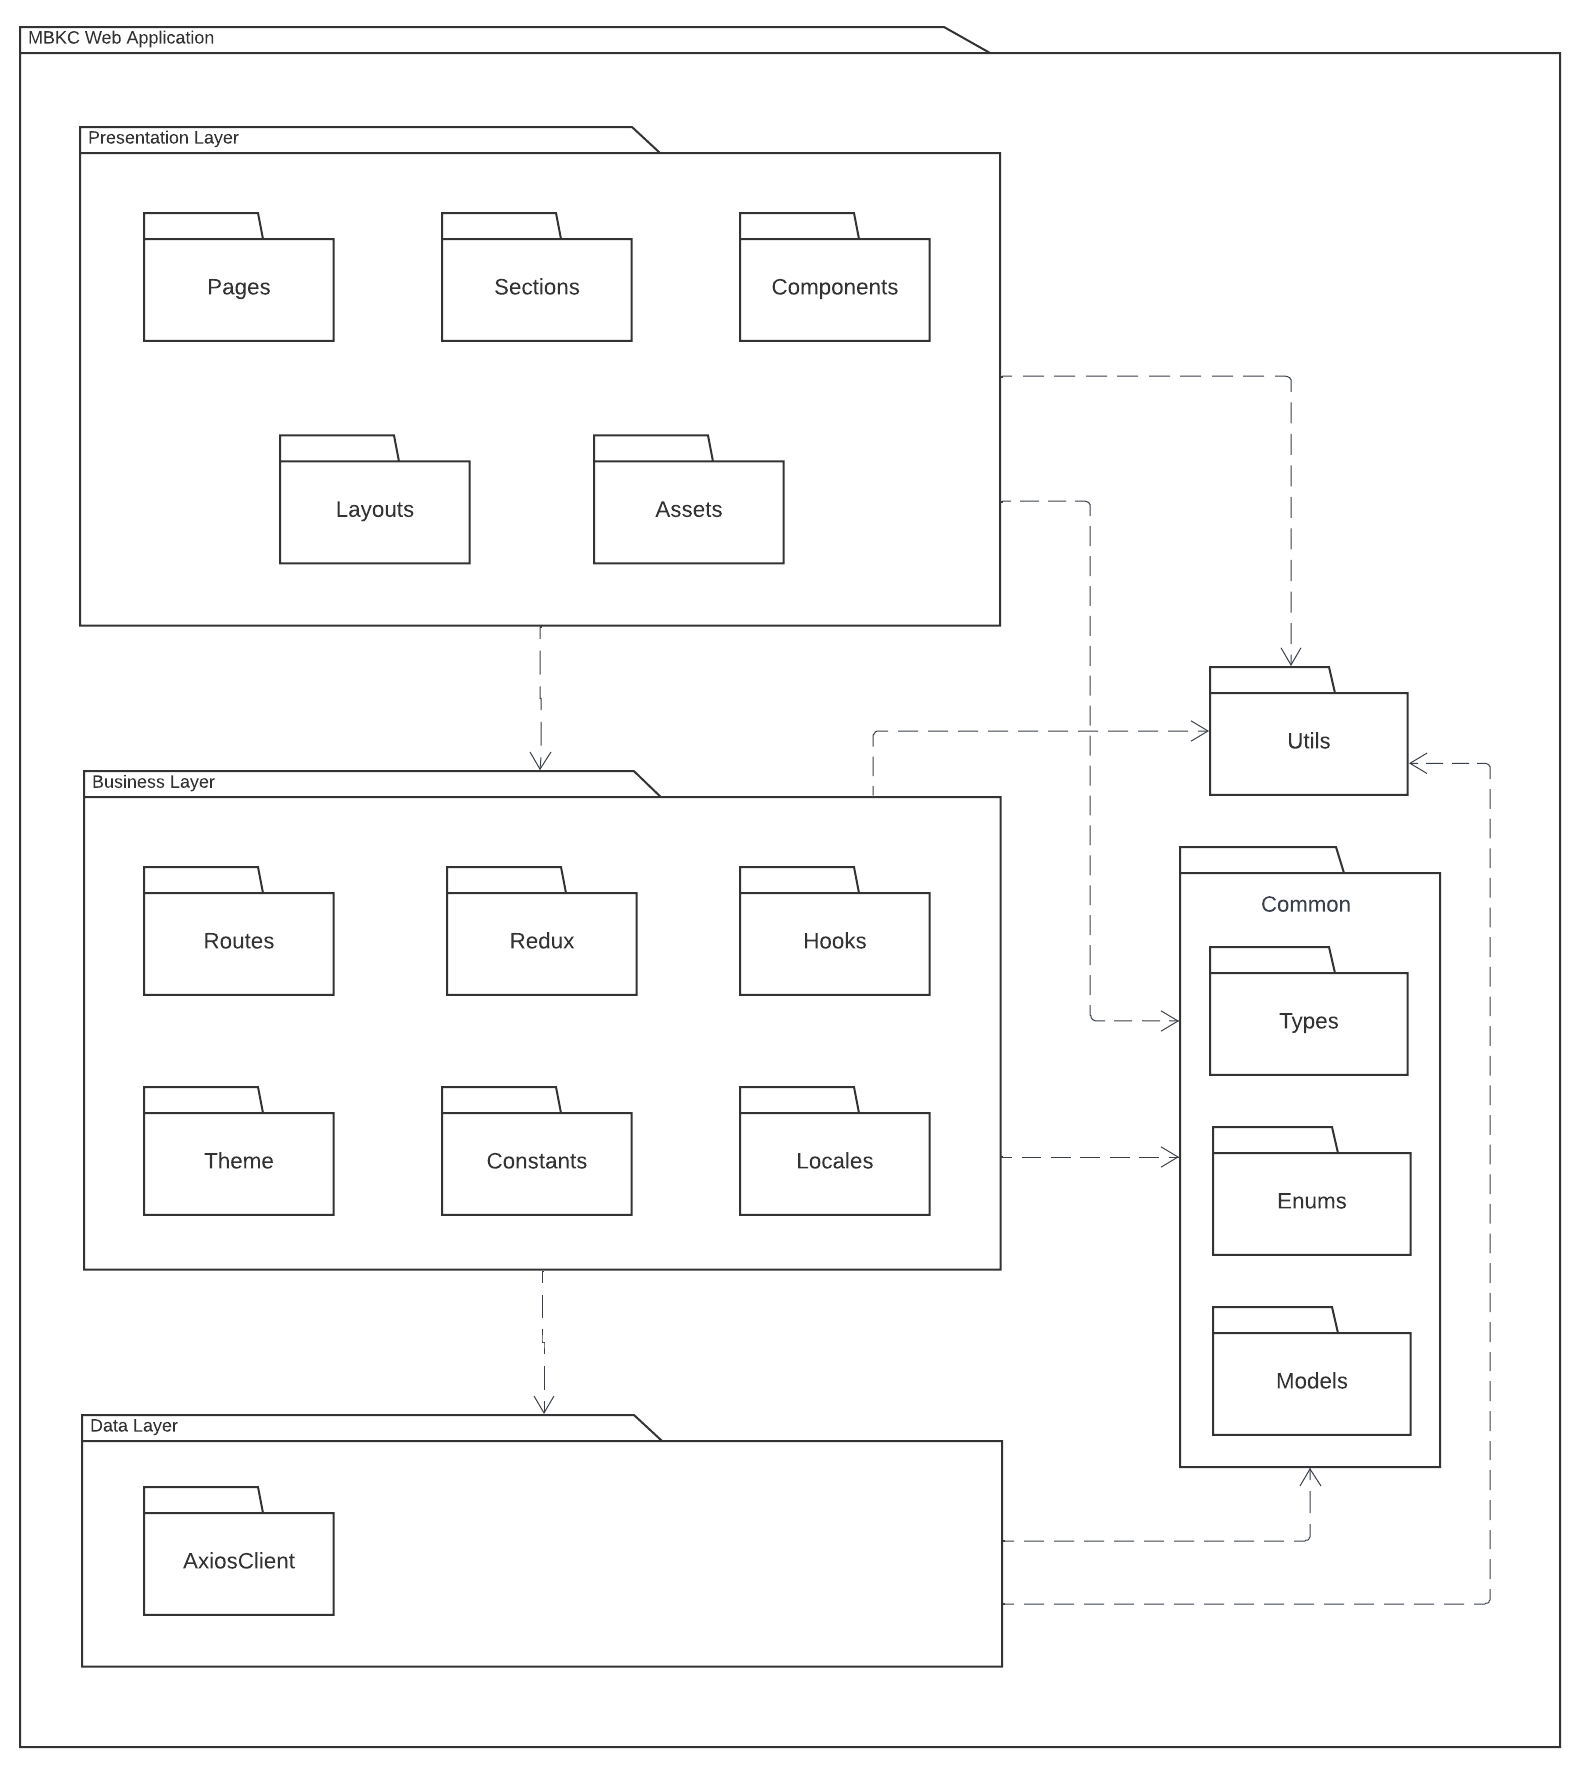 MBKC Web Application
Presentation Layer
Pages
Sections
Components
Layouts
Assets
Utils
Business Layer
Routes
Redux
Hooks
Theme
Constants
Locales
Common
Types
Enums
Models
Data Layer
AxiosClient